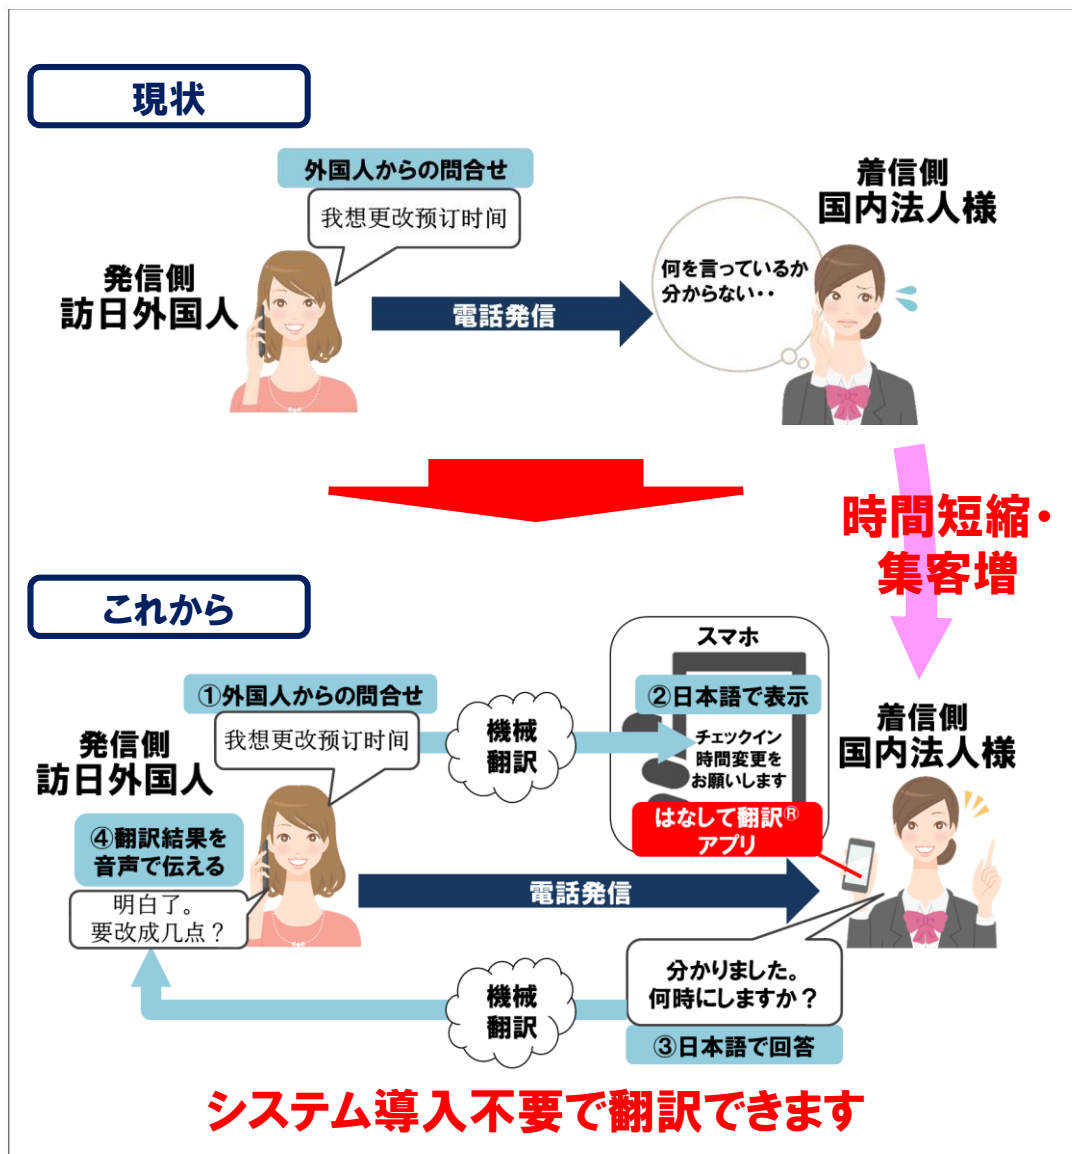 現状
外国人からの問合せ
我想更改预订时间
発信側
訪日外国人
電話発信
何を言っているか
分からない・・
着信側
国内法人様
時間短縮・
集客増
これから
スマホ
①外国人からの問合せ
我想更改预订时间
機械
翻訳
②日本語で表示
チェックイン
時間変更を
お願いします
はなして翻訳®
アプリ
発信側
訪日外国人
着信側
国内法人様
④翻訳結果を
音声で伝える
明白了。
要改成几点？
電話発信
分かりました。
何時にしますか？
③日本語で回答
機械
翻訳
システム導入不要で翻訳できます